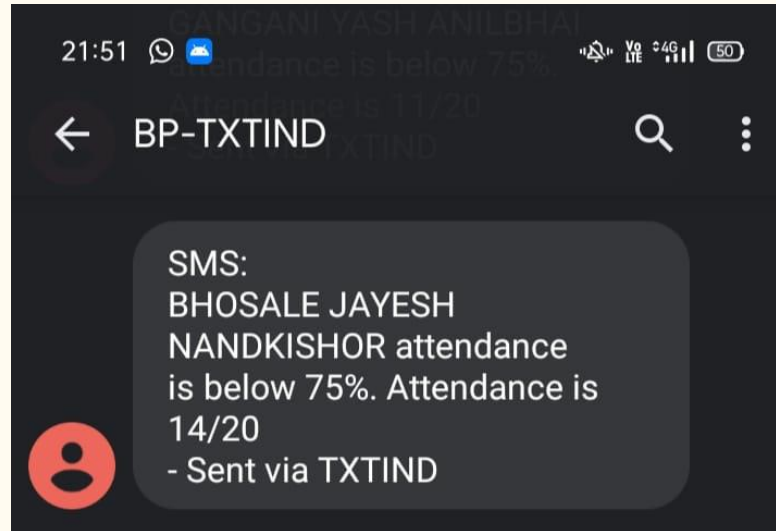 GANGANI YASH ANILBHAI
21:51
50
attendance is below 75%.
Attendance is 11/20
BP-TXTIND
- Sent via TXTIND
SMS:
BHOSALE JAYESH
NANDKISHOR attendance
is below 75%. Attendance is
14/20
- Sent via TXTIND